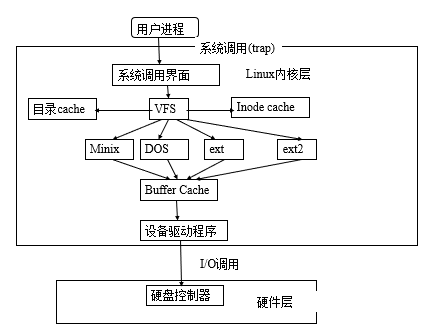 用户进程
系统调用(trap)
系统调用界面
Linux内核层
目录cache
VFS
Inode cache
Minix
DOS
ext
ext2
Buffer Cache
设备驱动程序
I/O调用
硬盘控制器
硬件层